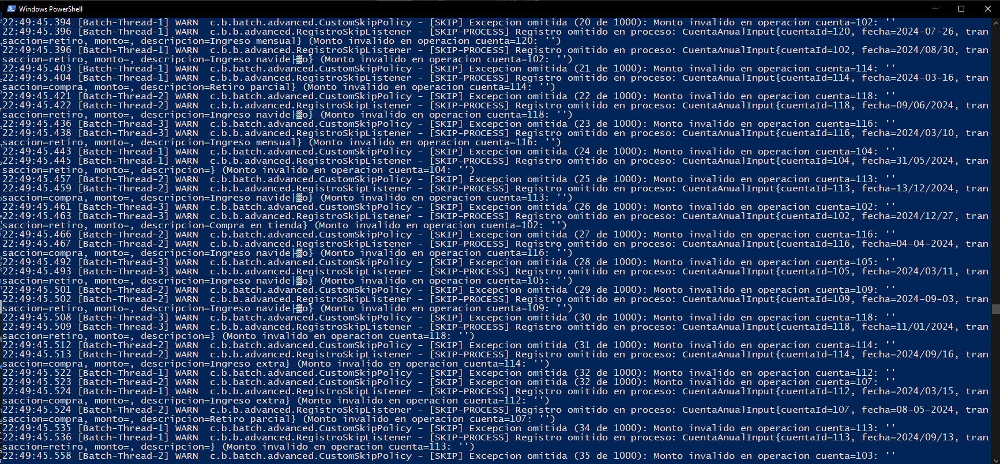 Windows PowerShell
22:49:45.394 [Batch-Thread-1] WARN  c.b.batch.advanced.CustomSkipPolicy - [SKIP] Excepcion omitida (20 de 1000): Monto invalido en operacion cuenta=102: ''
22:49:45.396 [Batch-Thread-1] WARN  c.b.b.advanced.RegistroSkipListener - [SKIP-PROCESS] Registro omitido en proceso: CuentaAnualInput{cuentaId=120, fecha=2024-07-26, tran
saccion=retiro, monto=, descripcion=Ingreso mensual} (Monto invalido en operacion cuenta=120: '')
22:49:45.396 [Batch-Thread-1] WARN  c.b.b.advanced.RegistroSkipListener - [SKIP-PROCESS] Registro omitido en proceso: CuentaAnualInput{cuentaId=102, fecha=2024/08/30, tran
saccion=retiro, monto=, descripcion=Ingreso navide├▒o} (Monto invalido en operacion cuenta=102: '')
22:49:45.403 [Batch-Thread-1] WARN  c.b.batch.advanced.CustomSkipPolicy - [SKIP] Excepcion omitida (21 de 1000): Monto invalido en operacion cuenta=114: ''
22:49:45.404 [Batch-Thread-1] WARN  c.b.b.advanced.RegistroSkipListener - [SKIP-PROCESS] Registro omitido en proceso: CuentaAnualInput{cuentaId=114, fecha=2024-03-16, tran
saccion=compra, monto=, descripcion=Retiro parcial} (Monto invalido en operacion cuenta=114: '')
22:49:45.421 [Batch-Thread-2] WARN  c.b.batch.advanced.CustomSkipPolicy - [SKIP] Excepcion omitida (22 de 1000): Monto invalido en operacion cuenta=118: ''
22:49:45.422 [Batch-Thread-2] WARN  c.b.b.advanced.RegistroSkipListener - [SKIP-PROCESS] Registro omitido en proceso: CuentaAnualInput{cuentaId=118, fecha=09/06/2024, tran
saccion=retiro, monto=, descripcion=Ingreso navide├▒o} (Monto invalido en operacion cuenta=118: '')
22:49:45.436 [Batch-Thread-3] WARN  c.b.batch.advanced.CustomSkipPolicy - [SKIP] Excepcion omitida (23 de 1000): Monto invalido en operacion cuenta=116: ''
22:49:45.438 [Batch-Thread-3] WARN  c.b.b.advanced.RegistroSkipListener - [SKIP-PROCESS] Registro omitido en proceso: CuentaAnualInput{cuentaId=116, fecha=2024/03/10, tran
saccion=retiro, monto=, descripcion=Ingreso mensual} (Monto invalido en operacion cuenta=116: '')
22:49:45.443 [Batch-Thread-1] WARN  c.b.batch.advanced.CustomSkipPolicy - [SKIP] Excepcion omitida (24 de 1000): Monto invalido en operacion cuenta=104: ''
22:49:45.445 [Batch-Thread-1] WARN  c.b.b.advanced.RegistroSkipListener - [SKIP-PROCESS] Registro omitido en proceso: CuentaAnualInput{cuentaId=104, fecha=31/05/2024, tran
saccion=retiro, monto=, descripcion=} (Monto invalido en operacion cuenta=104: '')
22:49:45.457 [Batch-Thread-2] WARN  c.b.batch.advanced.CustomSkipPolicy - [SKIP] Excepcion omitida (25 de 1000): Monto invalido en operacion cuenta=113: ''
22:49:45.459 [Batch-Thread-2] WARN  c.b.b.advanced.RegistroSkipListener - [SKIP-PROCESS] Registro omitido en proceso: CuentaAnualInput{cuentaId=113, fecha=13/12/2024, tran
saccion=compra, monto=, descripcion=Ingreso navide├▒o} (Monto invalido en operacion cuenta=113: '')
22:49:45.461 [Batch-Thread-3] WARN  c.b.batch.advanced.CustomSkipPolicy - [SKIP] Excepcion omitida (26 de 1000): Monto invalido en operacion cuenta=102: ''
22:49:45.463 [Batch-Thread-3] WARN  c.b.b.advanced.RegistroSkipListener - [SKIP-PROCESS] Registro omitido en proceso: CuentaAnualInput{cuentaId=102, fecha=2024/12/27, tran
saccion=retiro, monto=, descripcion=Compra en tienda} (Monto invalido en operacion cuenta=102: '')
22:49:45.466 [Batch-Thread-2] WARN  c.b.batch.advanced.CustomSkipPolicy - [SKIP] Excepcion omitida (27 de 1000): Monto invalido en operacion cuenta=116: ''
22:49:45.467 [Batch-Thread-2] WARN  c.b.b.advanced.RegistroSkipListener - [SKIP-PROCESS] Registro omitido en proceso: CuentaAnualInput{cuentaId=116, fecha=04-04-2024, tran
saccion=compra, monto=, descripcion=Ingreso navide├▒o} (Monto invalido en operacion cuenta=116: '')
22:49:45.492 [Batch-Thread-3] WARN  c.b.batch.advanced.CustomSkipPolicy - [SKIP] Excepcion omitida (28 de 1000): Monto invalido en operacion cuenta=105: ''
22:49:45.493 [Batch-Thread-3] WARN  c.b.b.advanced.RegistroSkipListener - [SKIP-PROCESS] Registro omitido en proceso: CuentaAnualInput{cuentaId=105, fecha=2024/03/11, tran
saccion=retiro, monto=, descripcion=Ingreso navide├▒o} (Monto invalido en operacion cuenta=105: '')
22:49:45.501 [Batch-Thread-2] WARN  c.b.batch.advanced.CustomSkipPolicy - [SKIP] Excepcion omitida (29 de 1000): Monto invalido en operacion cuenta=109: ''
22:49:45.502 [Batch-Thread-2] WARN  c.b.b.advanced.RegistroSkipListener - [SKIP-PROCESS] Registro omitido en proceso: CuentaAnualInput{cuentaId=109, fecha=2024-09-03, tran
saccion=retiro, monto=, descripcion=Ingreso navide├▒o} (Monto invalido en operacion cuenta=109: '')
22:49:45.508 [Batch-Thread-3] WARN  c.b.batch.advanced.CustomSkipPolicy - [SKIP] Excepcion omitida (30 de 1000): Monto invalido en operacion cuenta=118: ''
22:49:45.509 [Batch-Thread-3] WARN  c.b.b.advanced.RegistroSkipListener - [SKIP-PROCESS] Registro omitido en proceso: CuentaAnualInput{cuentaId=118, fecha=11/01/2024, tran
saccion=retiro, monto=, descripcion=} (Monto invalido en operacion cuenta=118: '')
22:49:45.512 [Batch-Thread-2] WARN  c.b.batch.advanced.CustomSkipPolicy - [SKIP] Excepcion omitida (31 de 1000): Monto invalido en operacion cuenta=114: ''
22:49:45.513 [Batch-Thread-2] WARN  c.b.b.advanced.RegistroSkipListener - [SKIP-PROCESS] Registro omitido en proceso: CuentaAnualInput{cuentaId=114, fecha=2024/09/16, tran
saccion=compra, monto=, descripcion=Ingreso extra} (Monto invalido en operacion cuenta=114: '')
22:49:45.522 [Batch-Thread-1] WARN  c.b.batch.advanced.CustomSkipPolicy - [SKIP] Excepcion omitida (32 de 1000): Monto invalido en operacion cuenta=112: ''
22:49:45.523 [Batch-Thread-2] WARN  c.b.batch.advanced.CustomSkipPolicy - [SKIP] Excepcion omitida (32 de 1000): Monto invalido en operacion cuenta=107: ''
22:49:45.524 [Batch-Thread-1] WARN  c.b.b.advanced.RegistroSkipListener - [SKIP-PROCESS] Registro omitido en proceso: CuentaAnualInput{cuentaId=112, fecha=2024/03/15, tran
saccion=compra, monto=, descripcion=Ingreso extra} (Monto invalido en operacion cuenta=112: '')
22:49:45.524 [Batch-Thread-2] WARN  c.b.b.advanced.RegistroSkipListener - [SKIP-PROCESS] Registro omitido en proceso: CuentaAnualInput{cuentaId=107, fecha=08-05-2024, tran
saccion=compra, monto=, descripcion=Retiro parcial} (Monto invalido en operacion cuenta=107: '')
22:49:45.535 [Batch-Thread-1] WARN  c.b.batch.advanced.CustomSkipPolicy - [SKIP] Excepcion omitida (34 de 1000): Monto invalido en operacion cuenta=113: ''
22:49:45.536 [Batch-Thread-1] WARN  c.b.b.advanced.RegistroSkipListener - [SKIP-PROCESS] Registro omitido en proceso: CuentaAnualInput{cuentaId=113, fecha=2024/09/13, tran
saccion=retiro, monto=, descripcion=} (Monto invalido en operacion cuenta=113: '')
22:49:45.558 [Batch-Thread-2] WARN  c.b.batch.advanced.CustomSkipPolicy - [SKIP] Excepcion omitida (35 de 1000): Monto invalido en operacion cuenta=103: ''